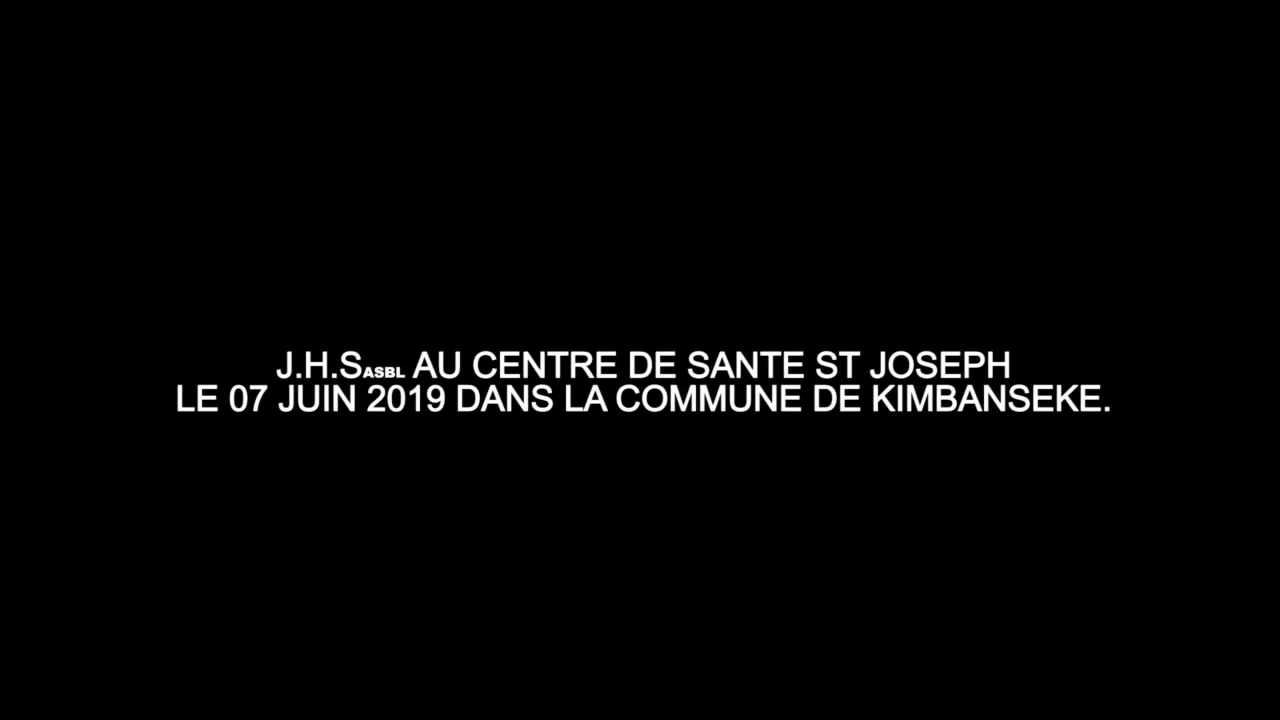 J.H.SASBL AU CENTRE DE SANTE ST JOSEPH
LE 07 JUIN 2019 DANS LA COMMUNE DE KIMBANSEKE.